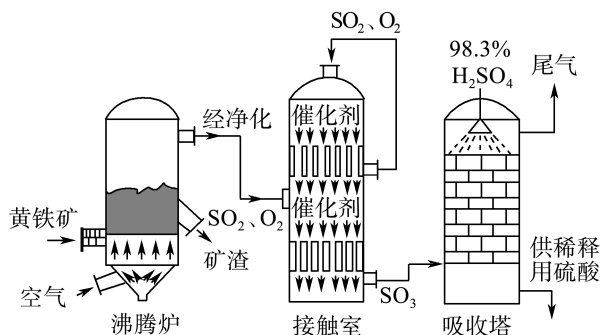 SO₂、O₂
98.3%
H₂SO₄
尾气
经净化
催化剂
催化剂
黄铁矿
SO₂、O₂
矿渣
空气
SO₃
供稀释
用硫酸
沸腾炉
接触室
吸收塔